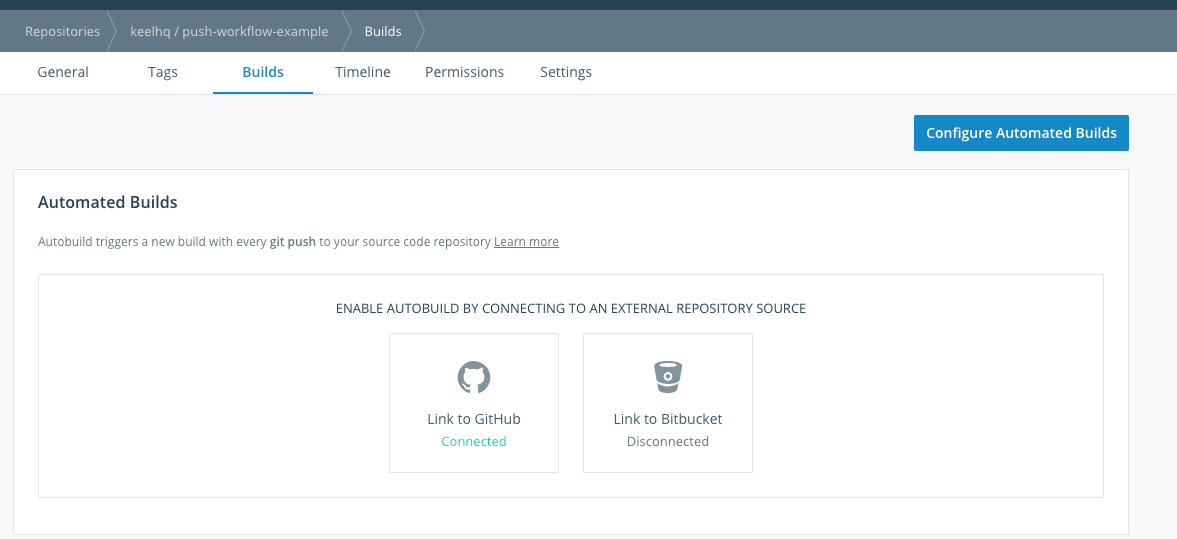 Repositories keelhq / push-workflow-example Builds
General Tags Builds Timeline Permissions Settings
Configure Automated Builds
Automated Builds
Autobuild triggers a new build with every git push to your source code repository Learn more
ENABLE AUTOBUILD BY CONNECTING TO AN EXTERNAL REPOSITORY SOURCE
Link to GitHub Link to Bitbucket
Connected Disconnected